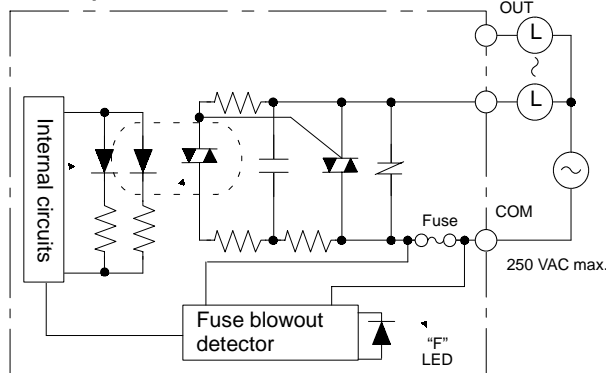 OUT
L
L
Internal circuits
Fuse
COM
250 VAC max.
Fuse blowout
detector
“F”
LED